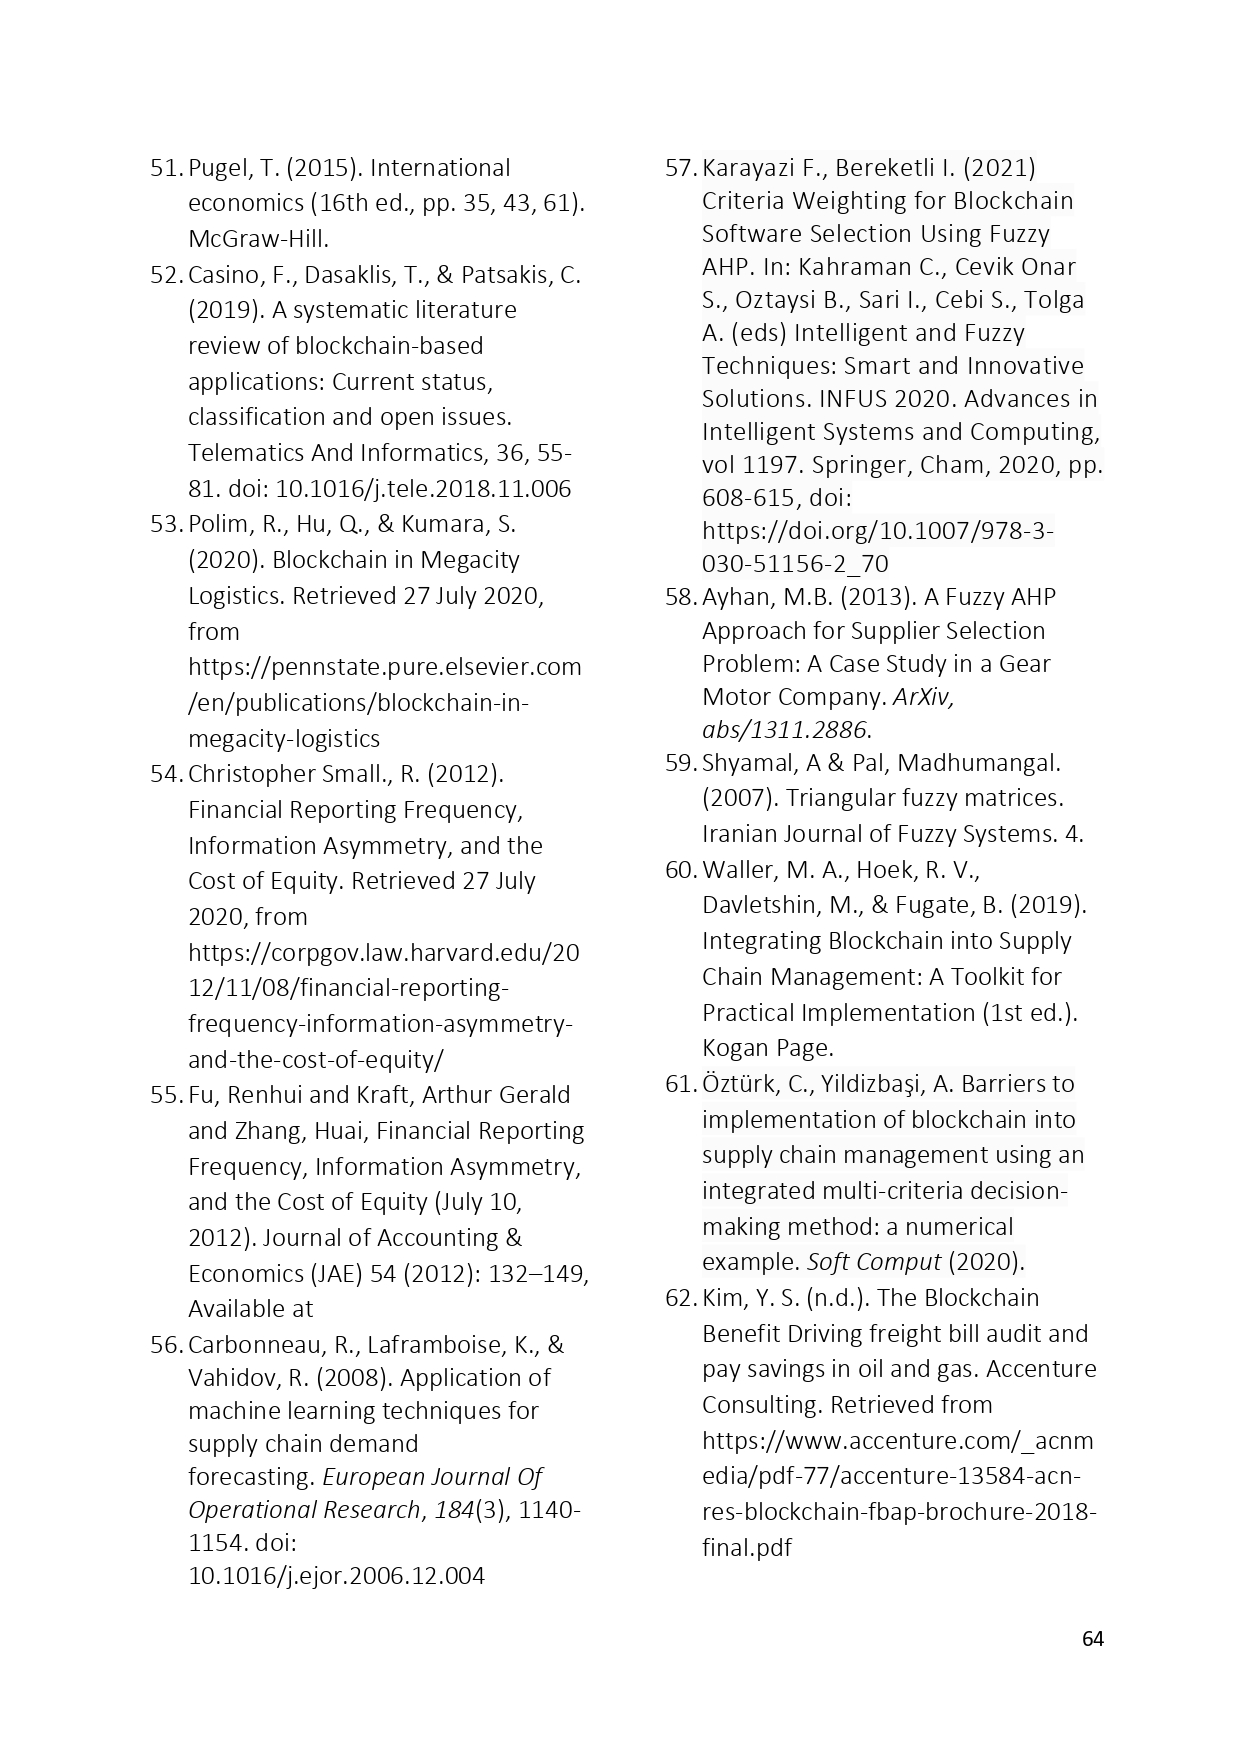 51. Pugel, T. (2015). International
economics (16th ed., pp. 35, 43, 61).
McGraw-Hill.
52. Casino, F., Dasaklis, T., & Patsakis, C.
(2019). A systematic literature
review of blockchain-based
applications: Current status,
classification and open issues.
Telematics And Informatics, 36, 55-
81. doi: 10.1016/j.tele.2018.11.006
53. Polim, R., Hu, Q., & Kumara, S.
(2020). Blockchain in Megacity
Logistics. Retrieved 27 July 2020,
from
https://pennstate.pure.elsevier.com
/en/publications/blockchain-in-
megacity-logistics
54. Christopher Small., R. (2012).
Financial Reporting Frequency,
Information Asymmetry, and the
Cost of Equity. Retrieved 27 July
2020, from
https://corpgov.law.harvard.edu/20
12/11/08/financial-reporting-
frequency-information-asymmetry-
and-the-cost-of-equity/
55. Fu, Renhui and Kraft, Arthur Gerald
and Zhang, Huai, Financial Reporting
Frequency, Information Asymmetry,
and the Cost of Equity (July 10,
2012). Journal of Accounting &
Economics (JAE) 54 (2012): 132–149,
Available at
56. Carbonneau, R., Laframboise, K., &
Vahidov, R. (2008). Application of
machine learning techniques for
supply chain demand
forecasting. European Journal Of
Operational Research, 184(3), 1140-
1154. doi:
10.1016/j.ejor.2006.12.004
57. Karayazi F., Bereketli I. (2021)
Criteria Weighting for Blockchain
Software Selection Using Fuzzy
AHP. In: Kahraman C., Cevik Onar
S., Oztaysi B., Sari I., Cebi S., Tolga
A. (eds) Intelligent and Fuzzy
Techniques: Smart and Innovative
Solutions. INFUS 2020. Advances in
Intelligent Systems and Computing,
vol 1197. Springer, Cham, 2020, pp.
608-615, doi:
https://doi.org/10.1007/978-3-
030-51156-2_70
58. Ayhan, M.B. (2013). A Fuzzy AHP
Approach for Supplier Selection
Problem: A Case Study in a Gear
Motor Company. ArXiv,
abs/1311.2886.
59. Shyamal, A & Pal, Madhumangal.
(2007). Triangular fuzzy matrices.
Iranian Journal of Fuzzy Systems. 4.
60. Waller, M. A., Hoek, R. V.,
Davletshin, M., & Fugate, B. (2019).
Integrating Blockchain into Supply
Chain Management: A Toolkit for
Practical Implementation (1st ed.).
Kogan Page.
61. Öztürk, C., Yildizbaşi, A. Barriers to
implementation of blockchain into
supply chain management using an
integrated multi-criteria decision-
making method: a numerical
example. Soft Comput (2020).
62. Kim, Y. S. (n.d.). The Blockchain
Benefit Driving freight bill audit and
pay savings in oil and gas. Accenture
Consulting. Retrieved from
https://www.accenture.com/_acnm
edia/pdf-77/accenture-13584-acn-
res-blockchain-fbap-brochure-2018-
final.pdf
64